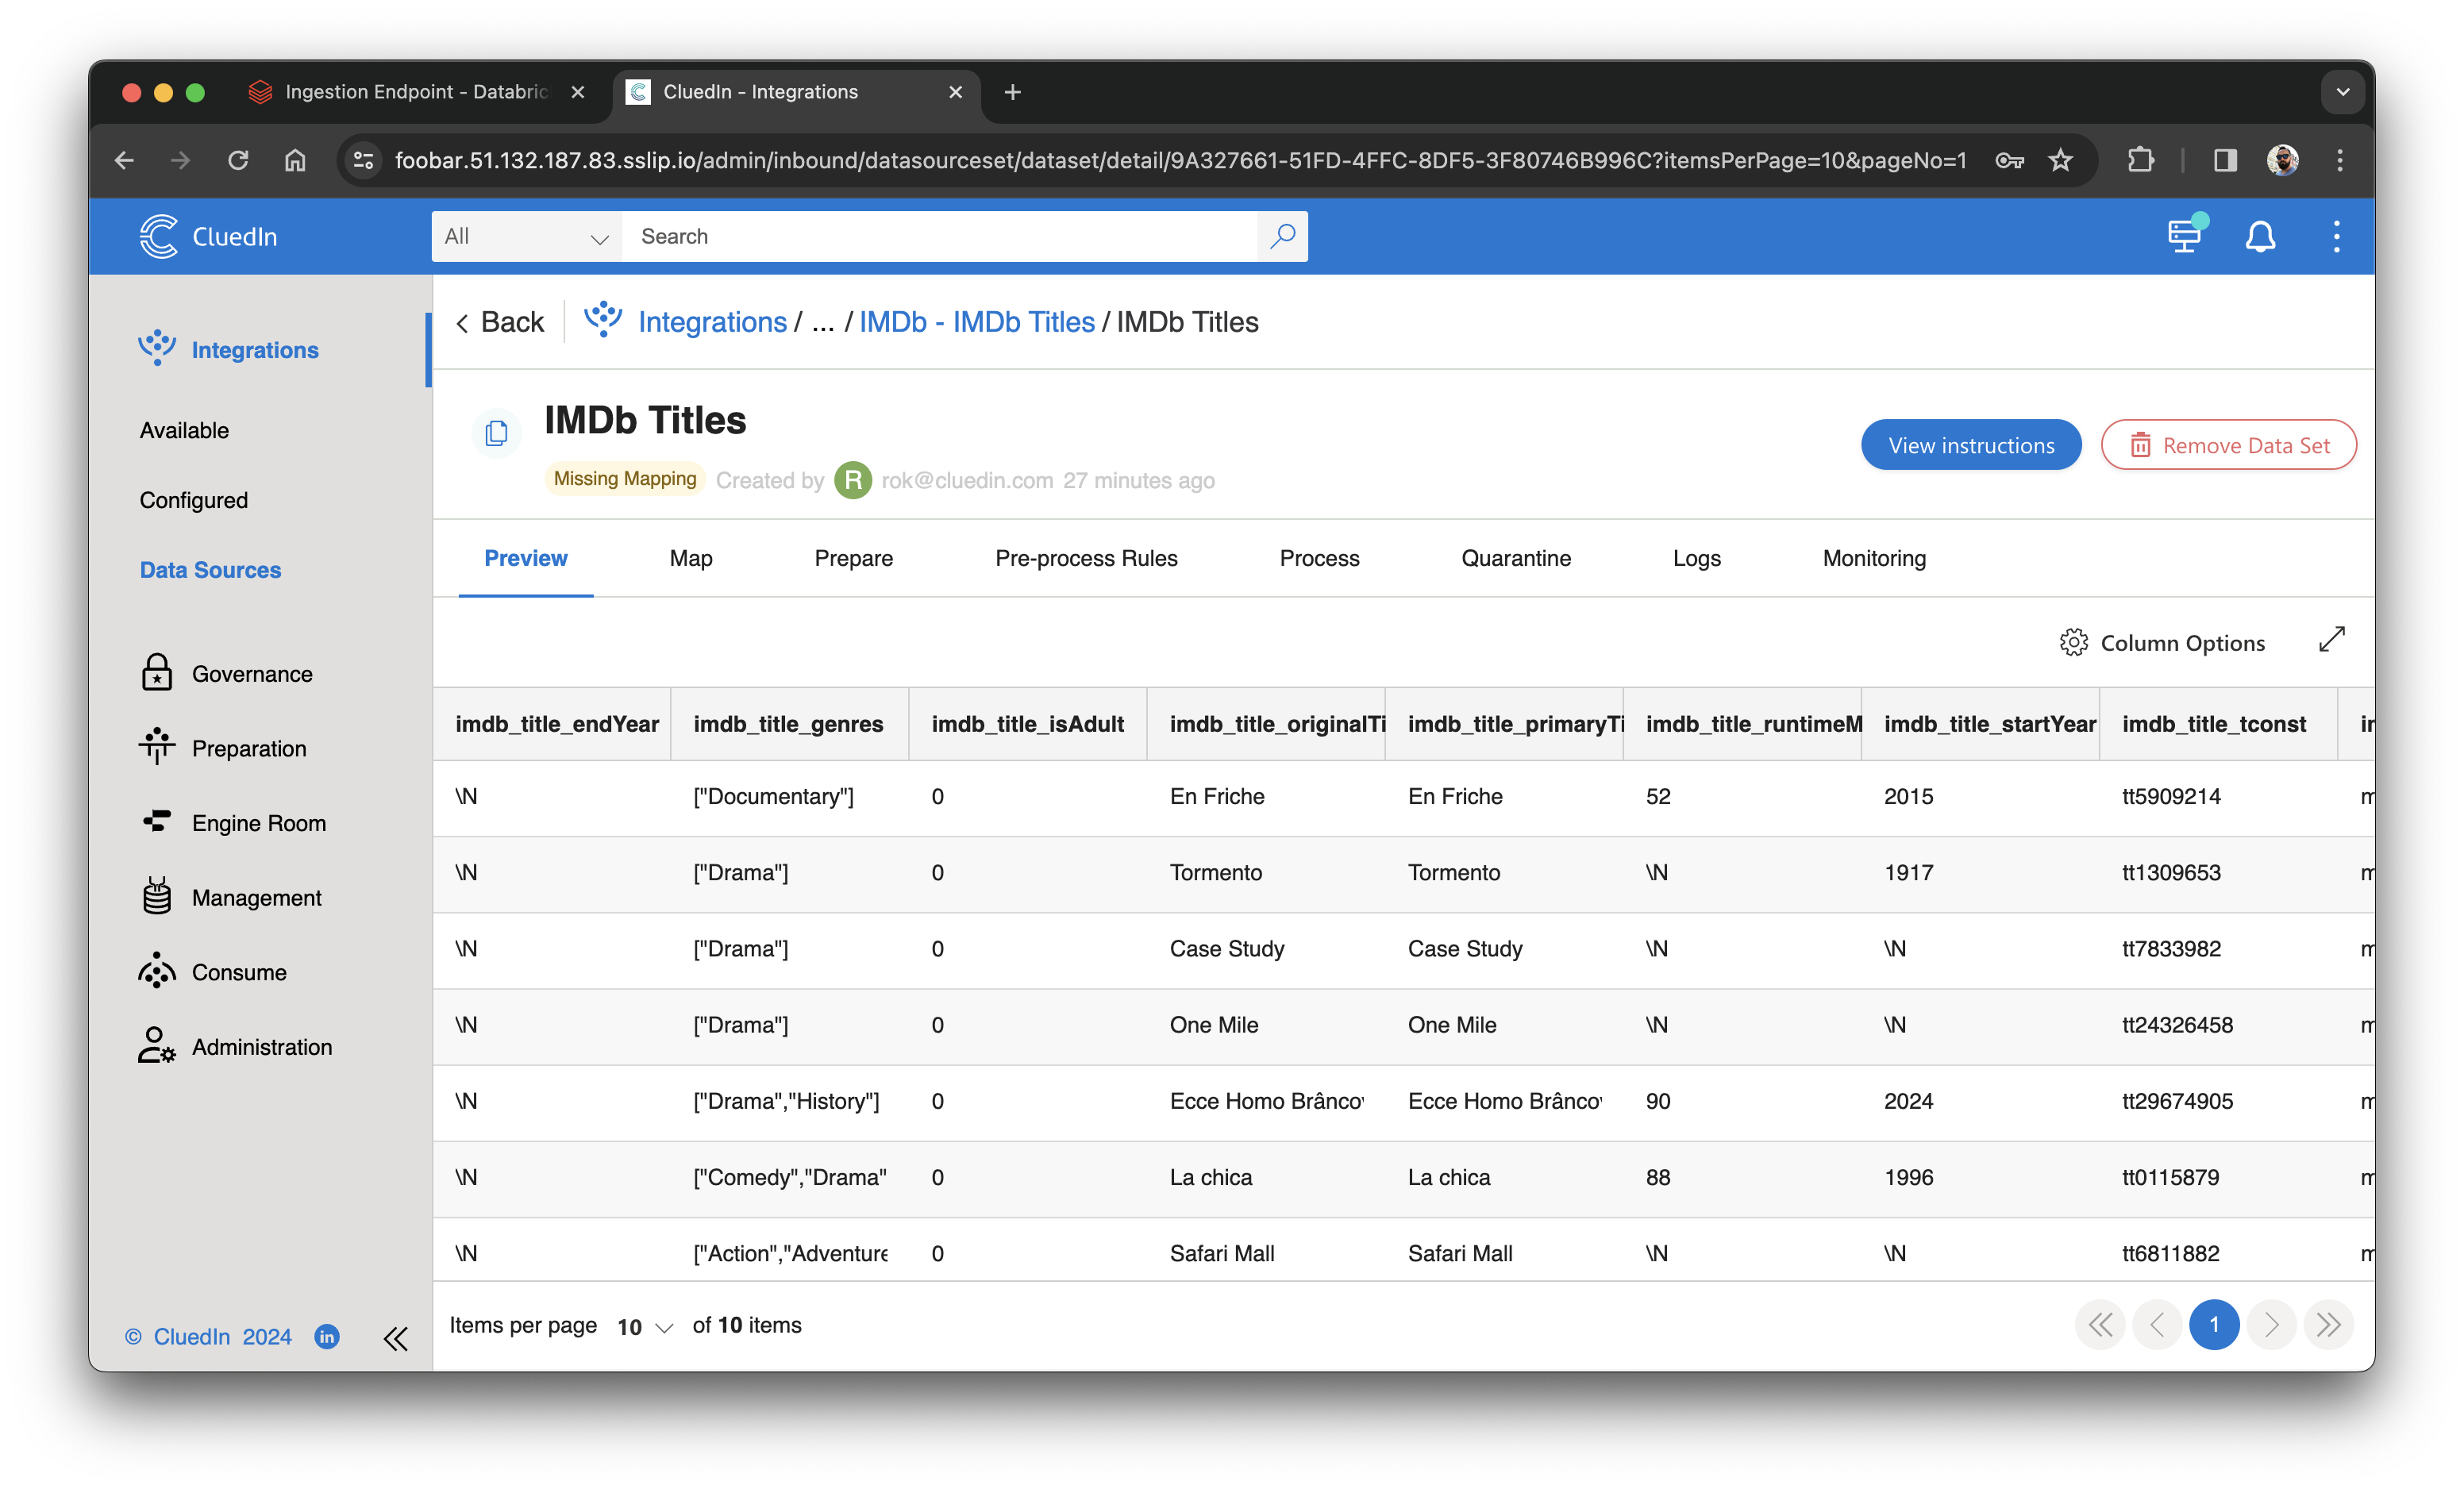 Ingestion Endpoint - Databric
CluedIn - Integrations
foobar.51.132.187.83.sslip.io/admin/inbound/datasourceset/dataset/detail/9A327661-51FD-4FFC-8DF5-3F80746B996C?itemsPerPage=10&pageNo=1
CluedIn
All
Search
Integrations
Available
Configured
Data Sources
Governance
Preparation
Engine Room
Management
Consume
Administration
© CluedIn 2024 in
Back
Integrations / ... / IMDb - IMDb Titles / IMDb Titles
IMDb Titles
Missing Mapping Created by R rok@cluedin.com 27 minutes ago
View instructions
Remove Data Set
Preview Map Prepare Pre-process Rules Process Quarantine Logs Monitoring
Column Options
imdb_title_endYear imdb_title_genres imdb_title_isAdult imdb_title_originalTi imdb_title_primaryTi imdb_title_runtimeM imdb_title_startYear imdb_title_tconst
\N ["Documentary"] 0 En Friche En Friche 52 2015 tt5909214 m
\N ["Drama"] 0 Tormento Tormento \N 1917 tt1309653 m
\N ["Drama"] 0 Case Study Case Study \N \N tt7833982 m
\N ["Drama"] 0 One Mile One Mile \N \N tt24326458 m
\N ["Drama","History"] 0 Ecce Homo Brânco Ecce Homo Brânco 90 2024 tt29674905 m
\N ["Comedy","Drama" 0 La chica La chica 88 1996 tt0115879 m
\N ["Action","Adventure 0 Safari Mall Safari Mall \N \N tt6811882 m
Items per page 10 of 10 items
1